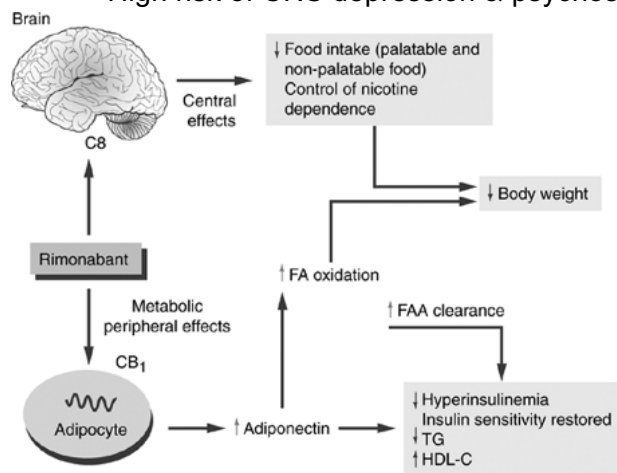 High risk of CNS depression &
Brain
Central
effects
↓ Food intake (palatable and
non-palatable food)
Control of nicotine
dependence
C8
↓ Body weight
Rimonabant
↑ FA oxidation
Metabolic
peripheral effects
↑ FAA clearance
CB1
Adipocyte
↑ Adiponectin
↓ Hyperinsulinemia
Insulin sensitivity restored
↓ TG
↑ HDL-C